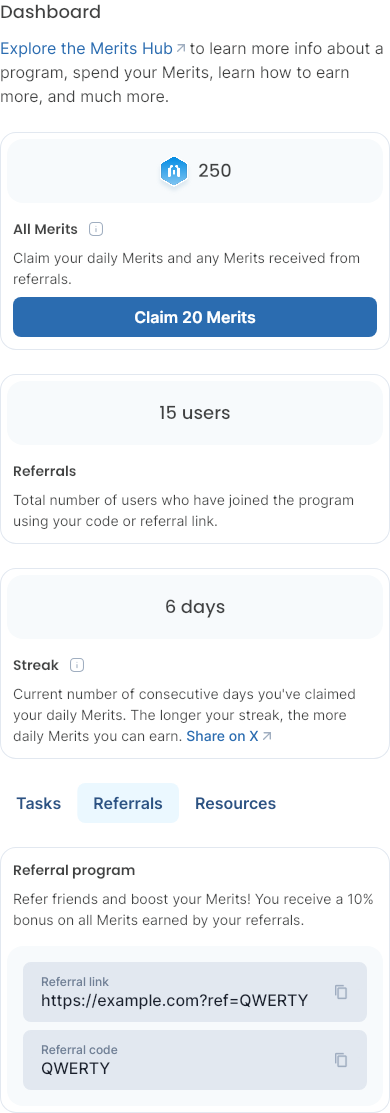 Dashboard
Explore the Merits Hub to learn more info about a
program, spend your Merits, learn how to earn
more, and much more.
250
All Merits
Claim your daily Merits and any Merits received from
referrals.
Claim 20 Merits
15 users
Referrals
Total number of users who have joined the program
using your code or referral link.
6 days
Streak
Current number of consecutive days you've claimed
your daily Merits. The longer your streak, the more
daily Merits you can earn. Share on X
Tasks Referrals Resources
Referral program
Refer friends and boost your Merits! You receive a 10%
bonus on all Merits earned by your referrals.
Referral link
https://example.com?ref=QWERTY
Referral code
QWERTY